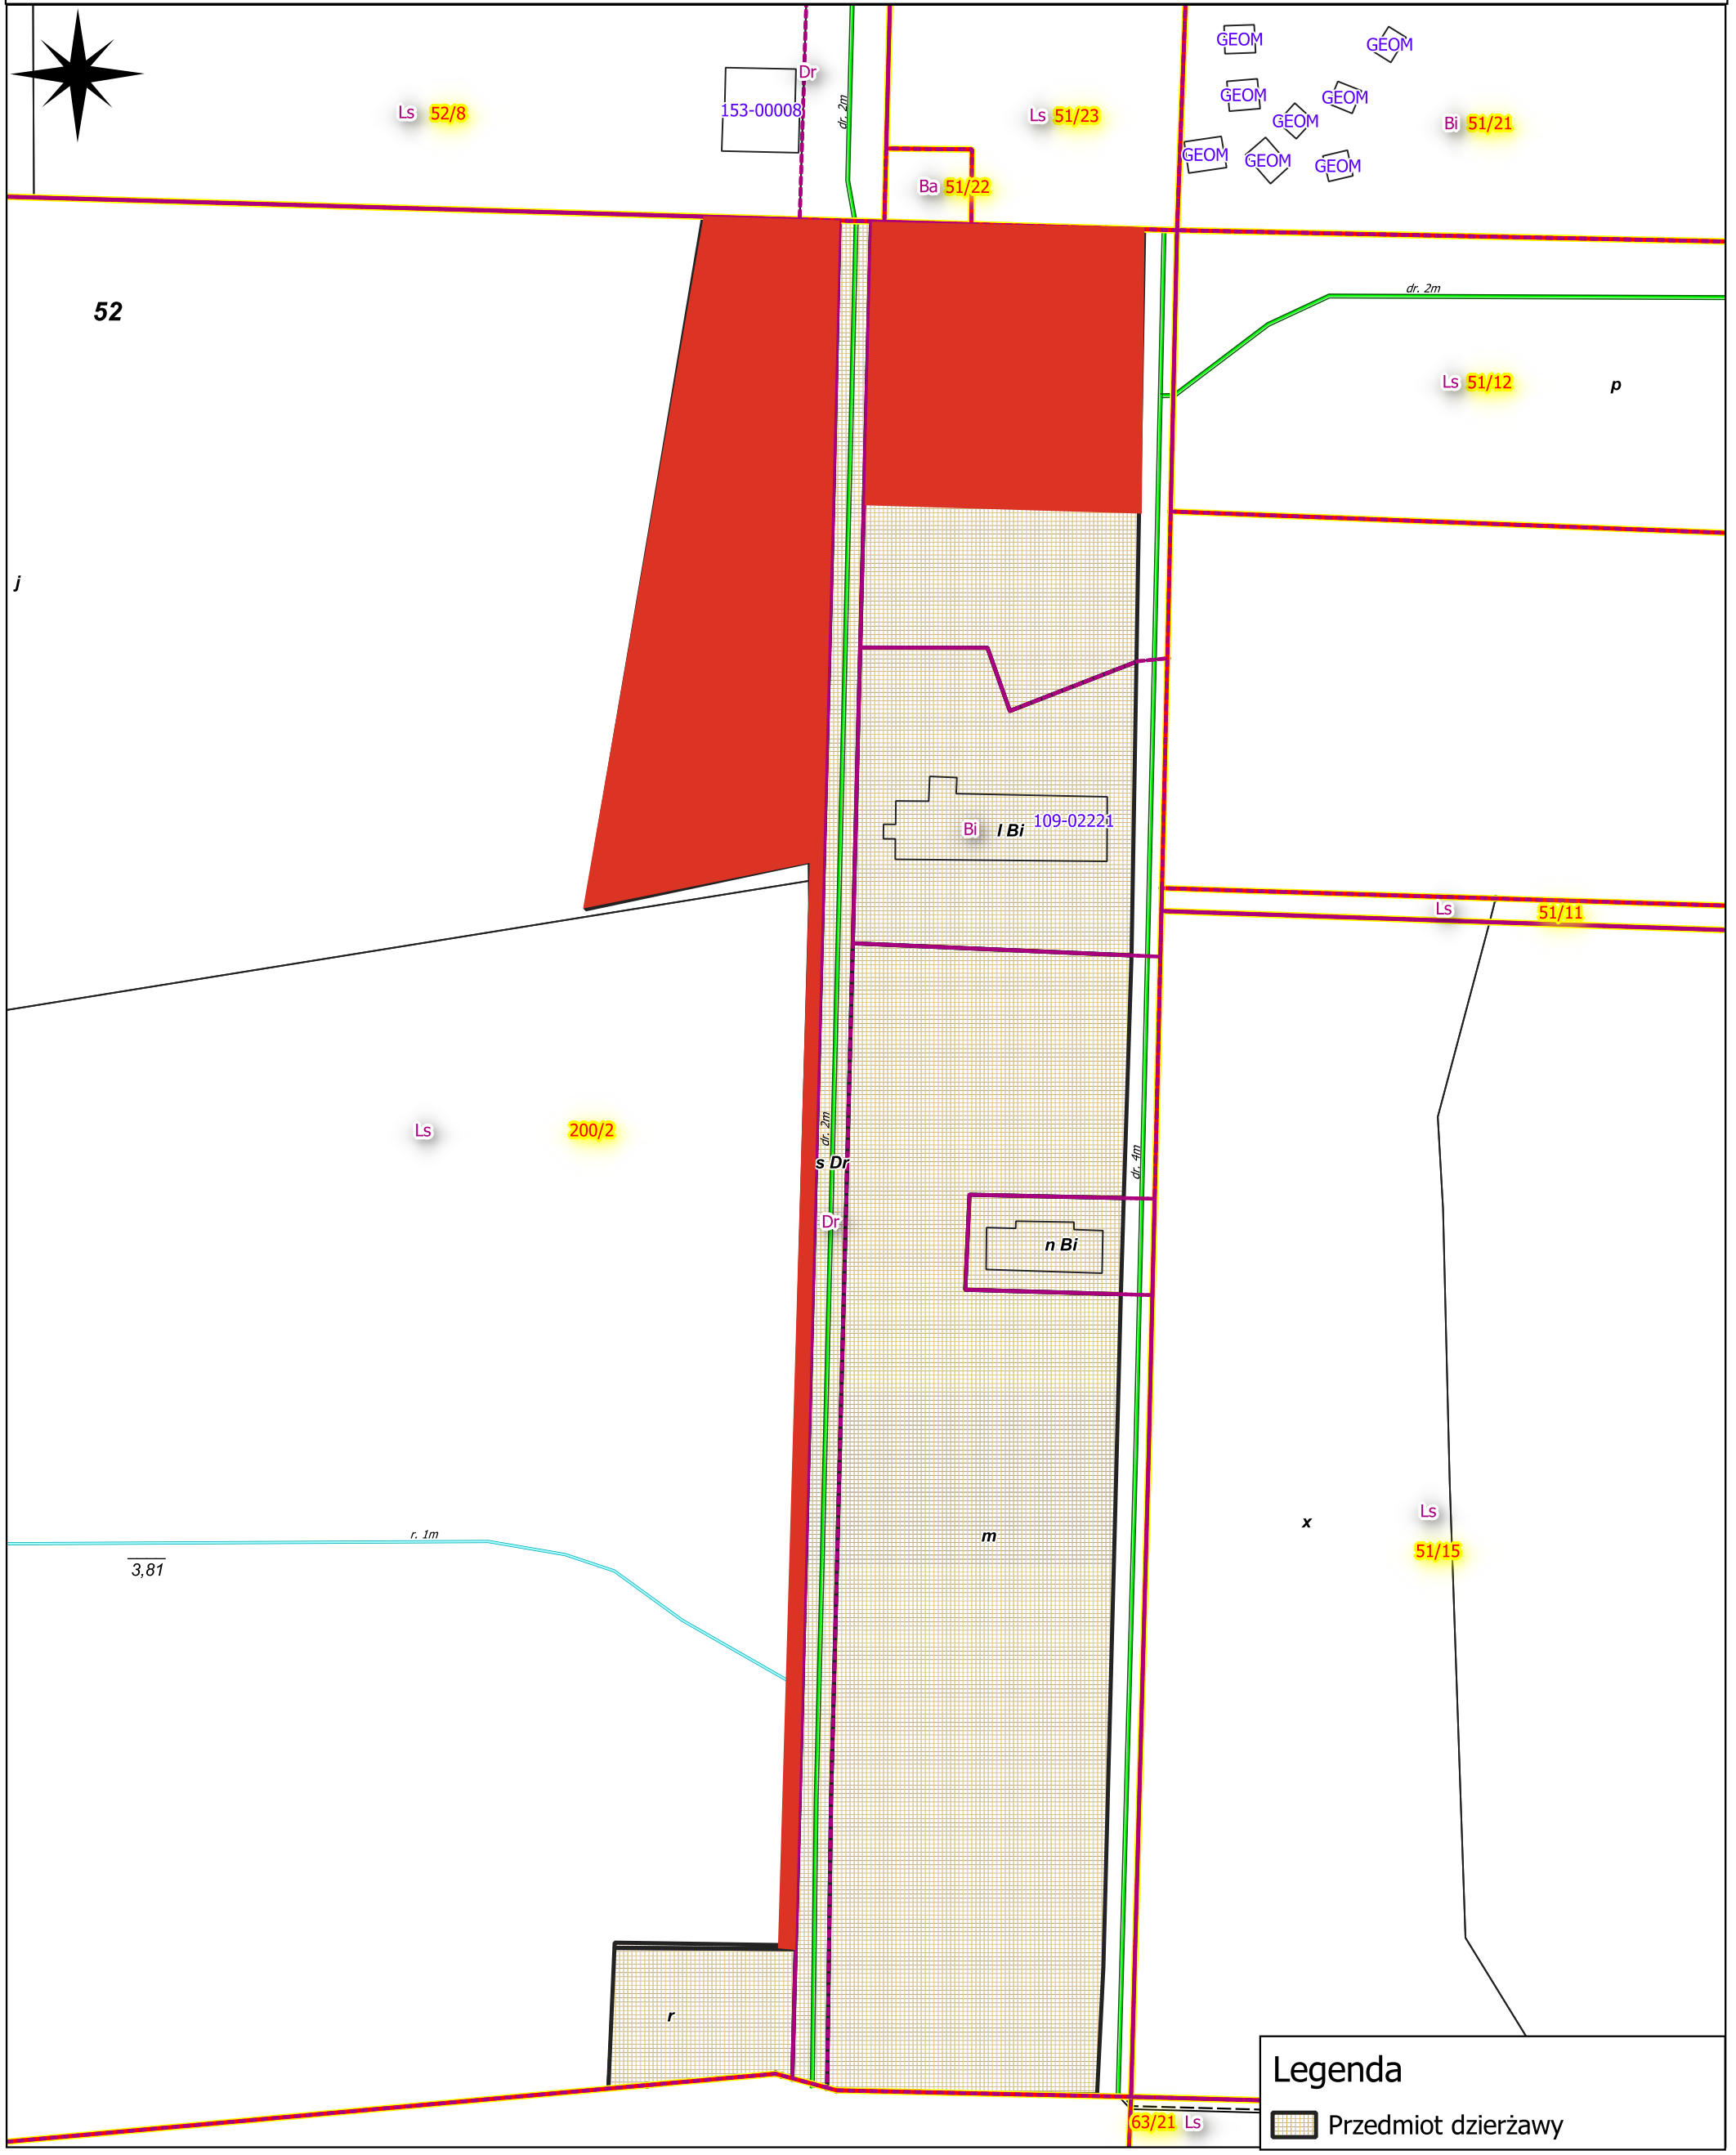 GEOM
GEOM
Dr
Ls 52/8
153-00008
dr. 2m
Ls 51/23
GEOM
GEOM
GEOM
Bi 51/21
GEOM
GEOM
GEOM
Ba 51/22
52
dr. 2m
Ls 51/12
p
j
109-02221
Bi
l Bi
Ls
51/11
Ls
200/2
dr. 2m
s Dr
dr. 4m
Dr
n Bi
r. 1m
3,81
m
x
Ls
51/15
r
Legenda
Przedmiot dzierżawy
63/21 Ls